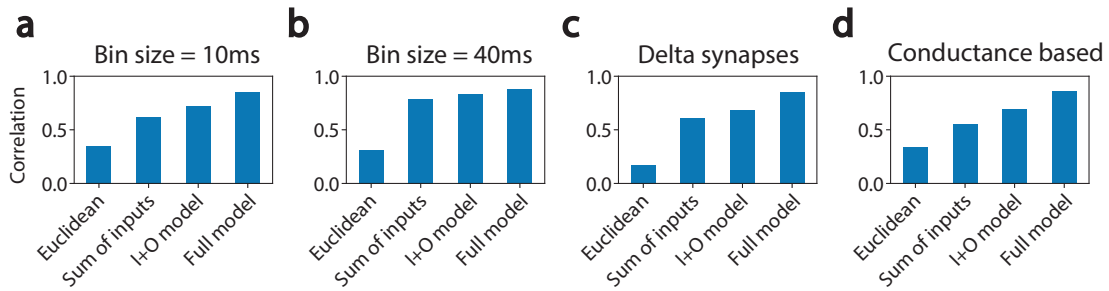 a
Bin size = 10ms
Correlation
1.0
0.5
0.0
Euclidean
Sum of inputs
I+O model
Full model
b
Bin size = 40ms
1.0
0.5
0.0
Euclidean
Sum of inputs
I+O model
Full model
c
Delta synapses
1.0
0.5
0.0
Euclidean
Sum of inputs
I+O model
Full model
d
Conductance based
1.0
0.5
0.0
Euclidean
Sum of inputs
I+O model
Full model